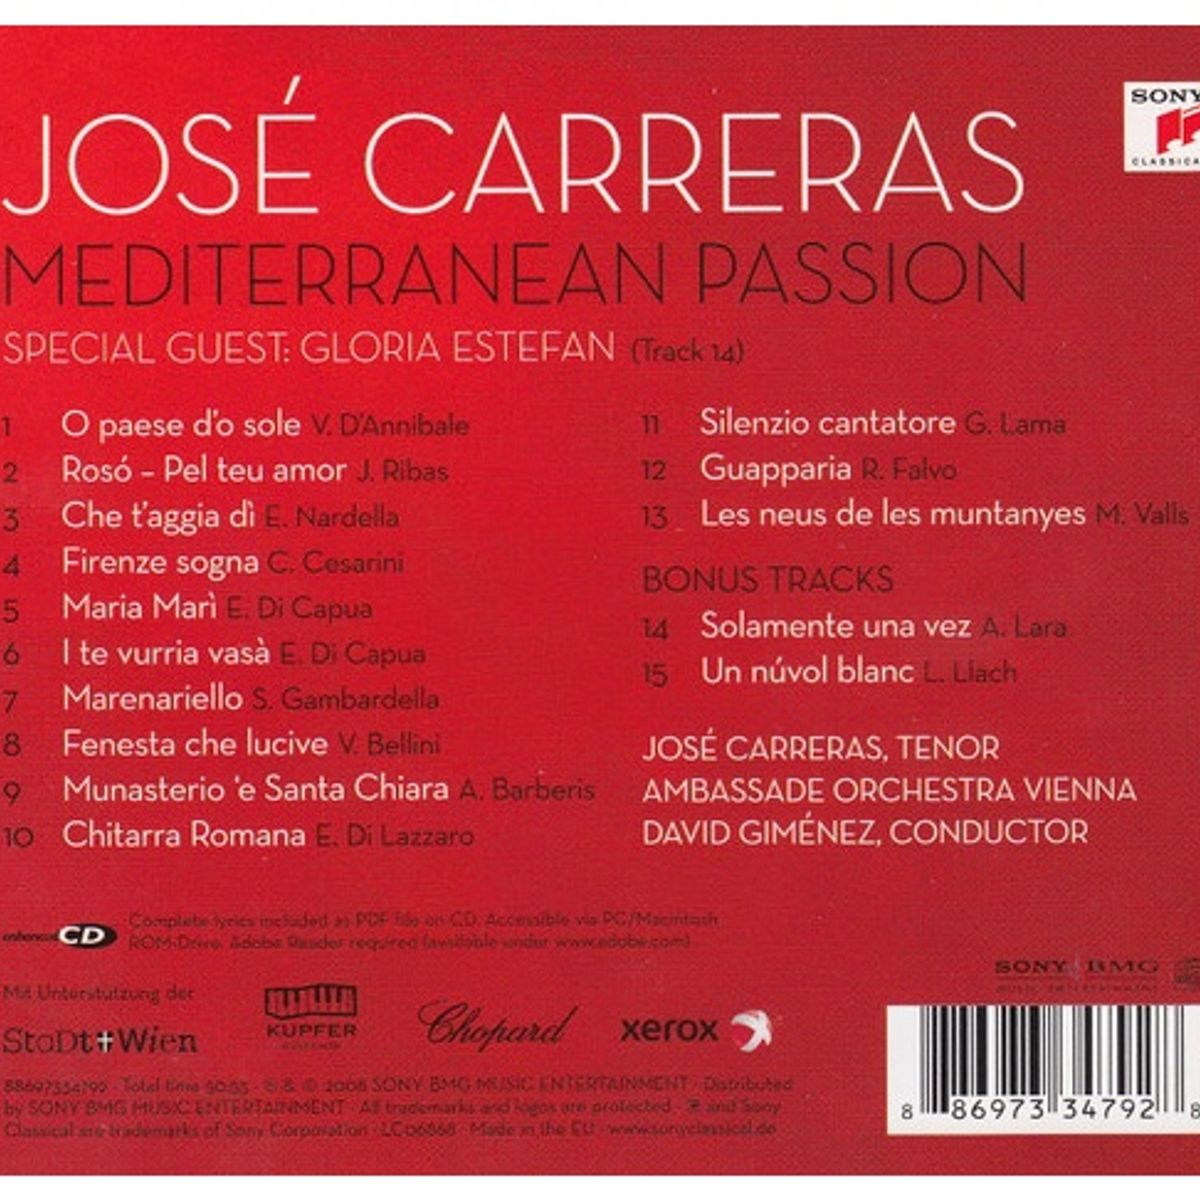 JOSÉ CARRERAS
SONY
CLASSICA
MEDITERRANEAN PASSION
SPECIAL GUEST: GLORIA ESTEFAN (Track 14)
1 O paese d'o sole V. D'Annibale
2 Rosó – Pel teu amor J. Ribas
3 Che t'aggia dì E. Nardella
4 Firenze sogna C. Cesarini
5 Maria Marì E. Di Capua
6 I te vurria vasà E. Di Capua
7 Marenariello S. Gambardella
8 Fenesta che lucive V. Bellini
9 Munasterio 'e Santa Chiara A. Barberis
10 Chitarra Romana E. Di Lazzaro
11 Silenzio cantatore G. Lama
12 Guapparia R. Falvo
13 Les neus de les muntanyes M. Valls
BONUS TRACKS
14 Solamente una vez A. Lara
15 Un núvol blanc L. Llach
JOSÉ CARRERAS, TENOR
AMBASSADE ORCHESTRA VIENNA
DAVID GIMÉNEZ, CONDUCTOR
enhanced CD
Complete lyrics included as PDF file on CD. Accessible via PC/Macintosh
ROM-Drive. Adobe Reader required (available under www.adobe.com)
SONY BMG
MUSIC ENTERTAINMENT
Mit Unterstützung der
StaDt Wien
KUPFER
Chopard
xerox
88697334792 · Total time 50:53 · ℗ & © 2008 SONY BMG MUSIC ENTERTAINMENT · Distributed
by SONY BMG MUSIC ENTERTAINMENT · All trademarks and logos are protected · and Sony
Classical are trademarks of Sony Corporation · LC06868 · Made in the EU · www.sonyclassical.de
8 86973 34792 8